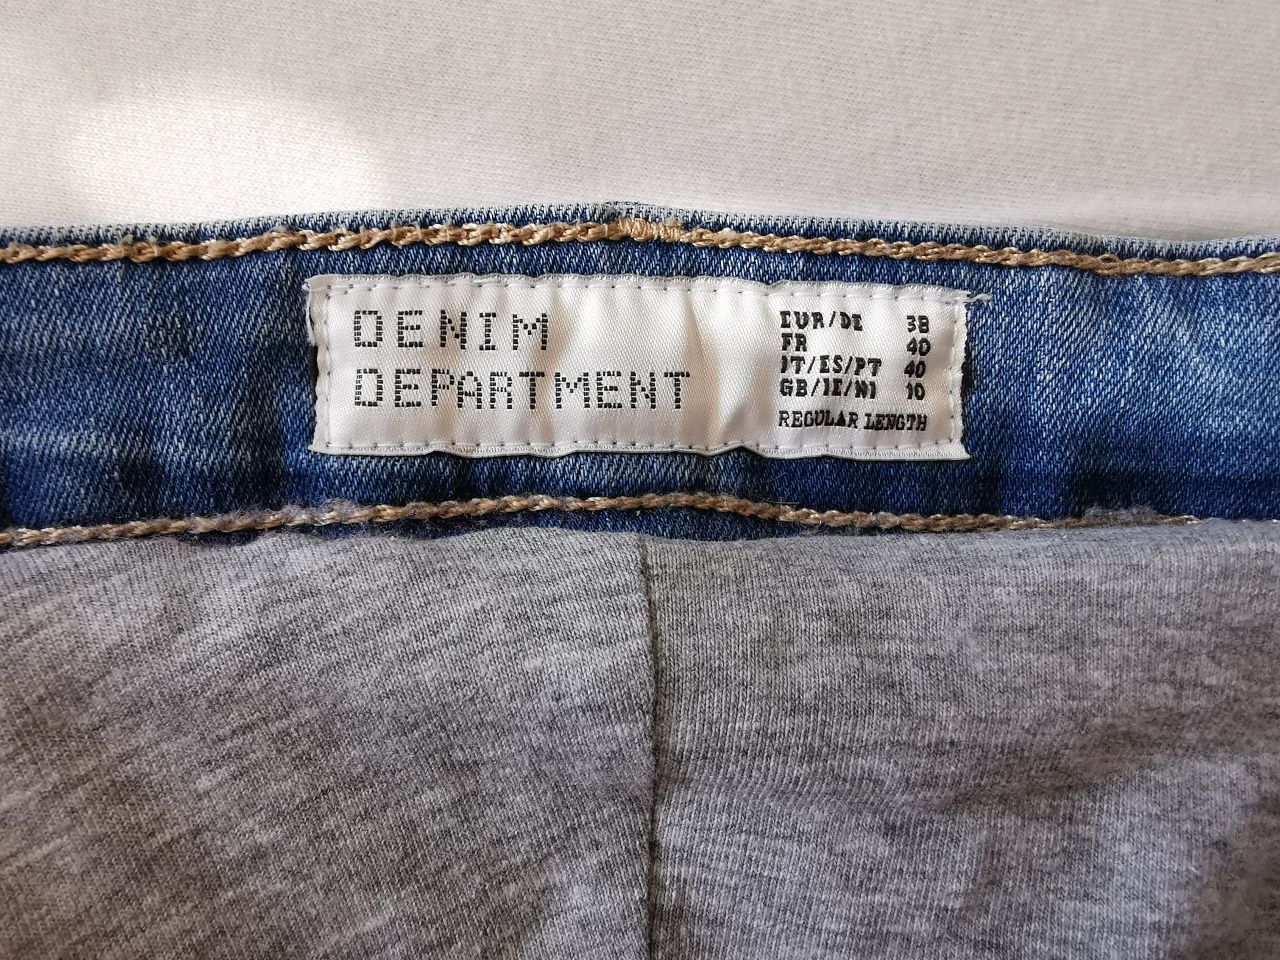 DENIM
DEPARTMENT
EUR/DE 38
FR 40
IT/ES/PT 40
GB/IE/NI 10
REGULAR LENGTH